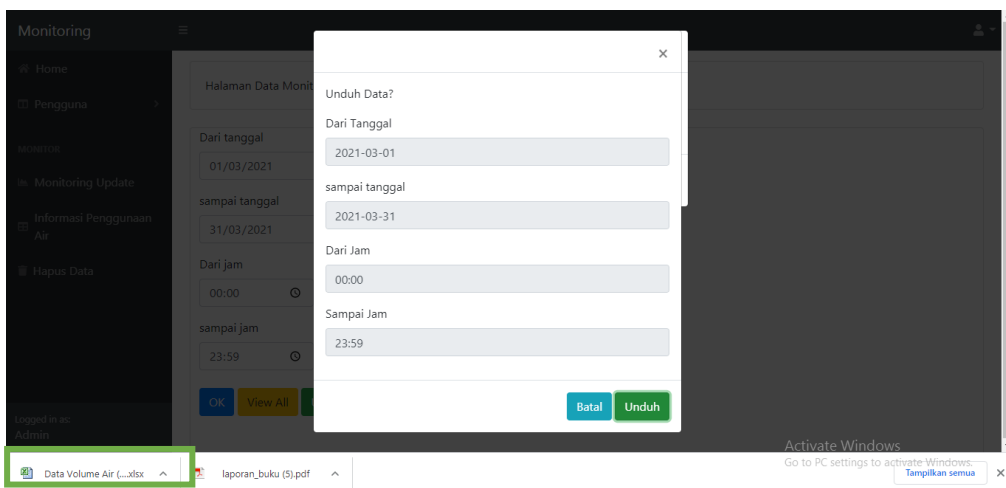 Monitoring
Home
Pengguna
MONITOR
Monitoring Update
Informasi Penggunaan
Air
Hapus Data
Logged in as:
Admin
Halaman Data Monit
Dari tanggal
01/03/2021
sampai tanggal
31/03/2021
Dari jam
00:00
sampai jam
23:59
OK
View All
×
Unduh Data?
Dari Tanggal
2021-03-01
sampai tanggal
2021-03-31
Dari Jam
00:00
Sampai Jam
23:59
Batal
Unduh
Activate Windows
Go to PC settings to activate Windows.
Data Volume Air (....xlsx
laporan_buku (5).pdf
Tampilkan semua